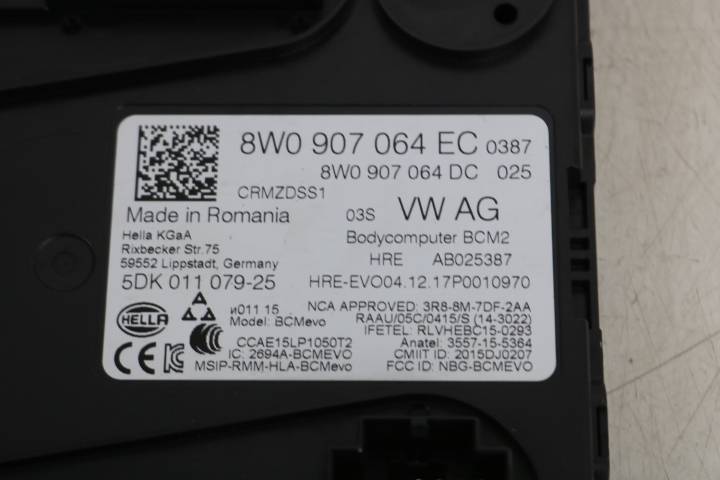 8W0 907 064 EC 0387
8W0 907 064 DC 025
CRMZDSS1
Made in Romania 03S VW AG
Hella KGaA Bodycomputer BCM2
Rixbecker Str.75
59552 Lippstadt, Germany HRE AB025387
5DK 011 079-25 HRE-EVO04.12.17P0010970
HELLA
и011 15 NCA APPROVED: 3R8-8M-7DF-2AA
Model: BCMevo RAAU/05C/0415/S (14-3022)
IFETEL: RLVHEBC15-0293
CCAE15LP1050T2 Anatel: 3557-15-5364
CE IC: 2694A-BCMEVO CMIIT ID: 2015DJ0207
MSIP-RMM-HLA-BCMevo FCC ID: NBG-BCMEVO